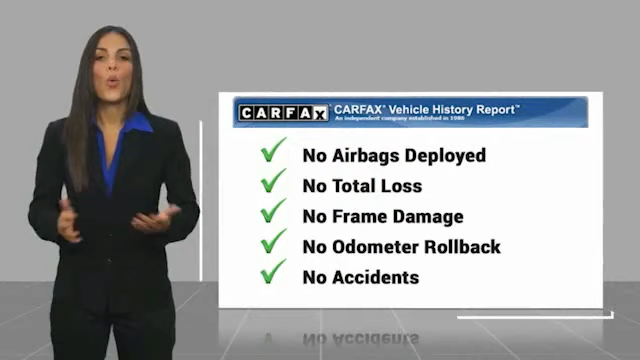 CARFAX® CARFAX® Vehicle History Report™
An independent company established in 1986
No Airbags Deployed
No Total Loss
No Frame Damage
No Odometer Rollback
No Accidents